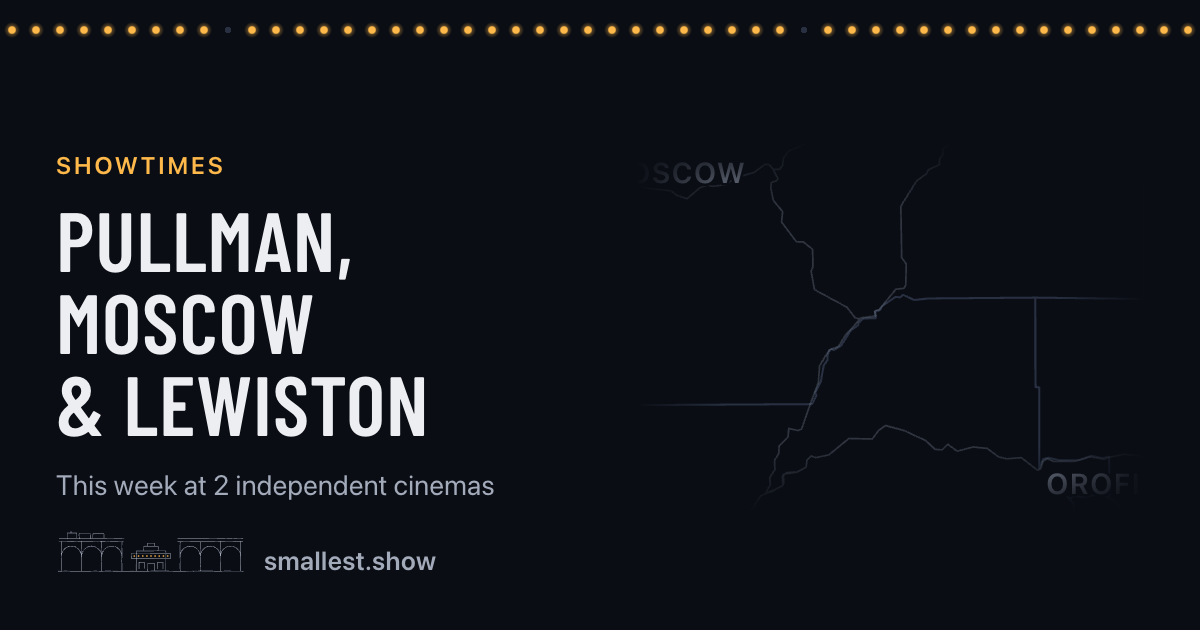 SHOWTIMES
PULLMAN,
MOSCOW
& LEWISTON
This week at 2 independent cinemas
smallest.show